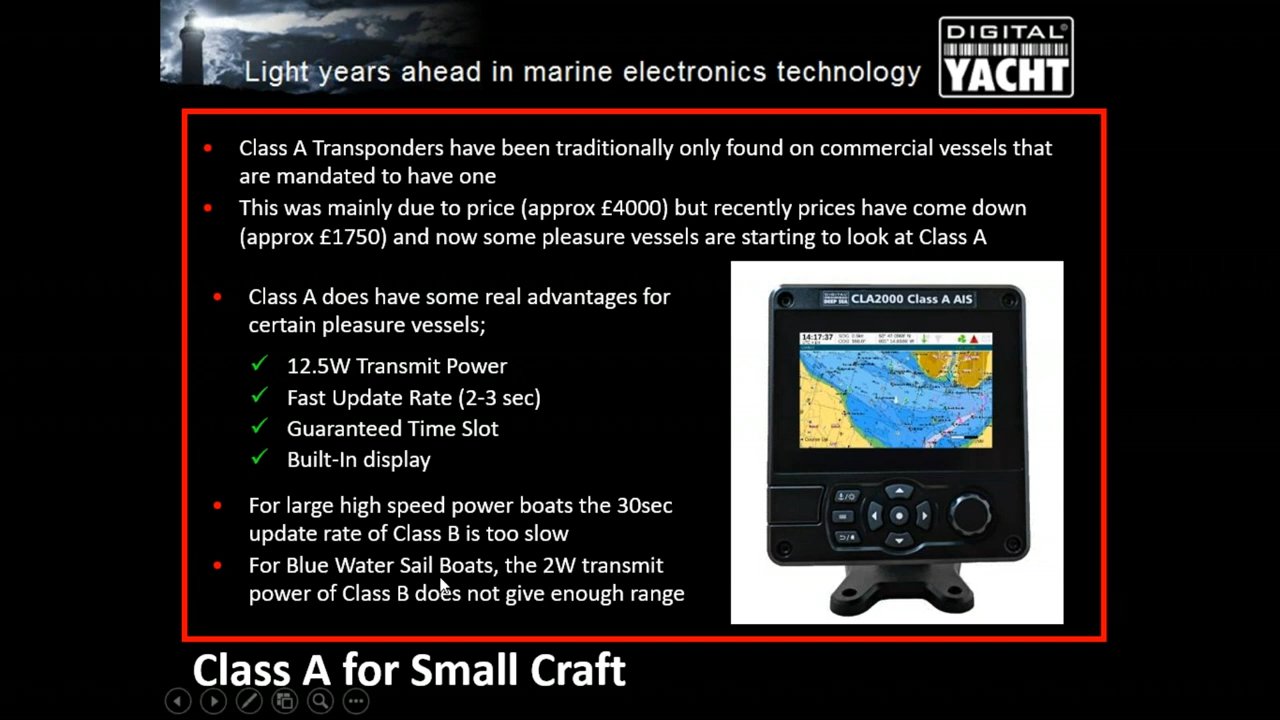 Light years ahead in marine electronics technology
DIGITAL
YACHT
• Class A Transponders have been traditionally only found on commercial vessels that
are mandated to have one
• This was mainly due to price (approx £4000) but recently prices have come down
(approx £1750) and now some pleasure vessels are starting to look at Class A
• Class A does have some real advantages for
certain pleasure vessels;
✓ 12.5W Transmit Power
✓ Fast Update Rate (2-3 sec)
✓ Guaranteed Time Slot
✓ Built-In display
• For large high speed power boats the 30sec
update rate of Class B is too slow
• For Blue Water Sail Boats, the 2W transmit
power of Class B does not give enough range
CLA2000 Class A AIS
14:17:37
Class A for Small Craft